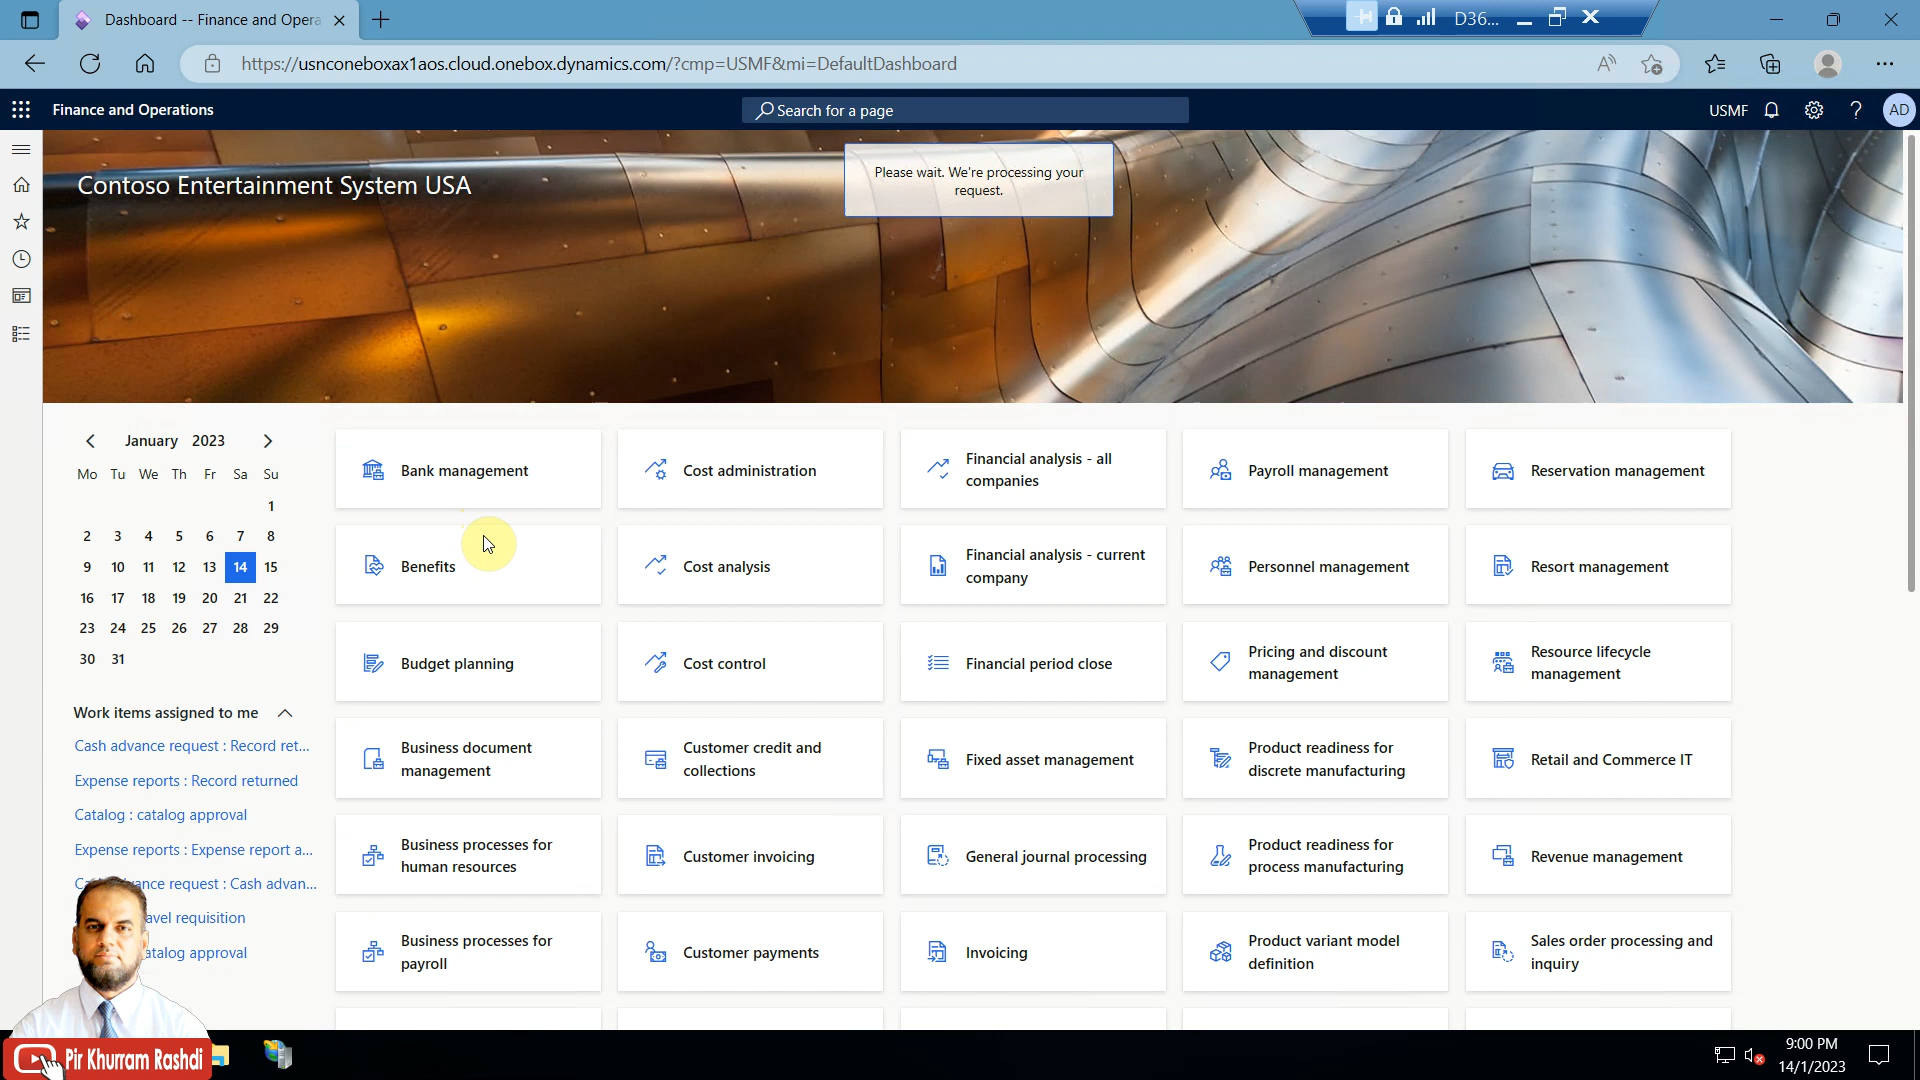 Dashboard -- Finance and Opera
D36...
https://usnconeboxax1aos.cloud.onebox.dynamics.com/?cmp=USMF&mi=DefaultDashboard
Finance and Operations
Search for a page
USMF
AD
Contoso Entertainment System USA
Please wait. We're processing your
request.
January 2023
Mo Tu We Th Fr Sa Su
1
2 3 4 5 6 7 8
9 10 11 12 13 14 15
16 17 18 19 20 21 22
23 24 25 26 27 28 29
30 31
Work items assigned to me
Cash advance request : Record ret...
Expense reports : Record returned
Catalog : catalog approval
Expense reports : Expense report a...
ance request : Cash advan...
avel requisition
atalog approval
Bank management
Cost administration
Financial analysis - all
companies
Payroll management
Reservation management
Benefits
Cost analysis
Financial analysis - current
company
Personnel management
Resort management
Budget planning
Cost control
Financial period close
Pricing and discount
management
Resource lifecycle
management
Business document
management
Customer credit and
collections
Fixed asset management
Product readiness for
discrete manufacturing
Retail and Commerce IT
Business processes for
human resources
Customer invoicing
General journal processing
Product readiness for
process manufacturing
Revenue management
Business processes for
payroll
Customer payments
Invoicing
Product variant model
definition
Sales order processing and
inquiry
Pir Khurram Rashdi
9:00 PM
14/1/2023